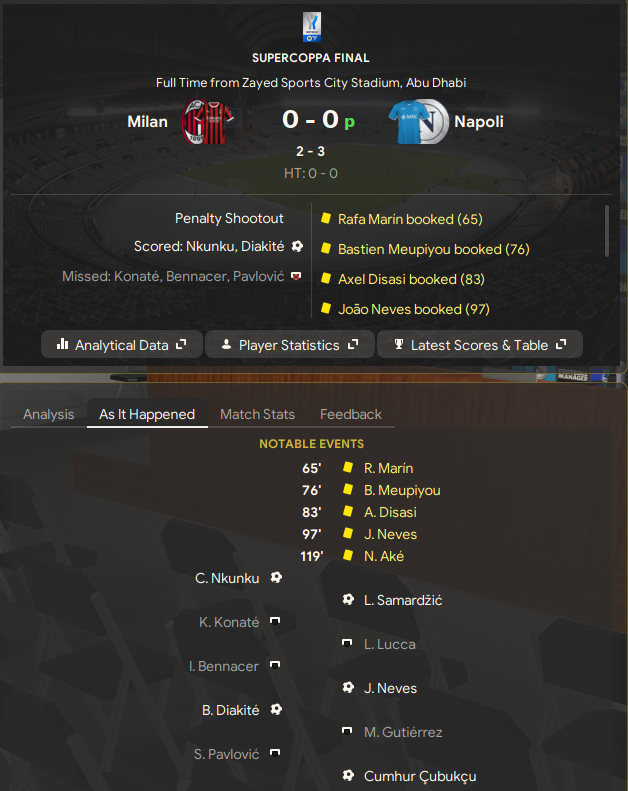 SUPERCOPPA FINAL
Full Time from Zayed Sports City Stadium, Abu Dhabi
Milan 0 - 0 p Napoli
2 - 3
HT: 0 - 0
Penalty Shootout
Scored: Nkunku, Diakité
Missed: Konaté, Bennacer, Pavlović
Rafa Marín booked (65)
Bastien Meupiyou booked (76)
Axel Disasi booked (83)
João Neves booked (97)
Analytical Data
Player Statistics
Latest Scores & Table
MANAGER
Analysis
As It Happened
Match Stats
Feedback
NOTABLE EVENTS
65' R. Marín
76' B. Meupiyou
83' A. Disasi
97' J. Neves
119' N. Aké
C. Nkunku
L. Samardžić
K. Konaté
L. Lucca
I. Bennacer
J. Neves
B. Diakité
M. Gutiérrez
S. Pavlović
Cumhur Çubukçu